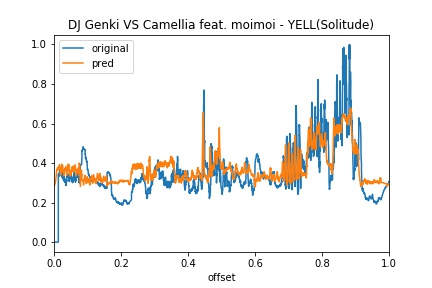 DJ Genki VS Camellia feat. moimoi - YELL(Solitude)
original
pred
1.0
0.8
0.6
0.4
0.2
0.0
0.0 0.2 0.4 0.6 0.8 1.0
offset